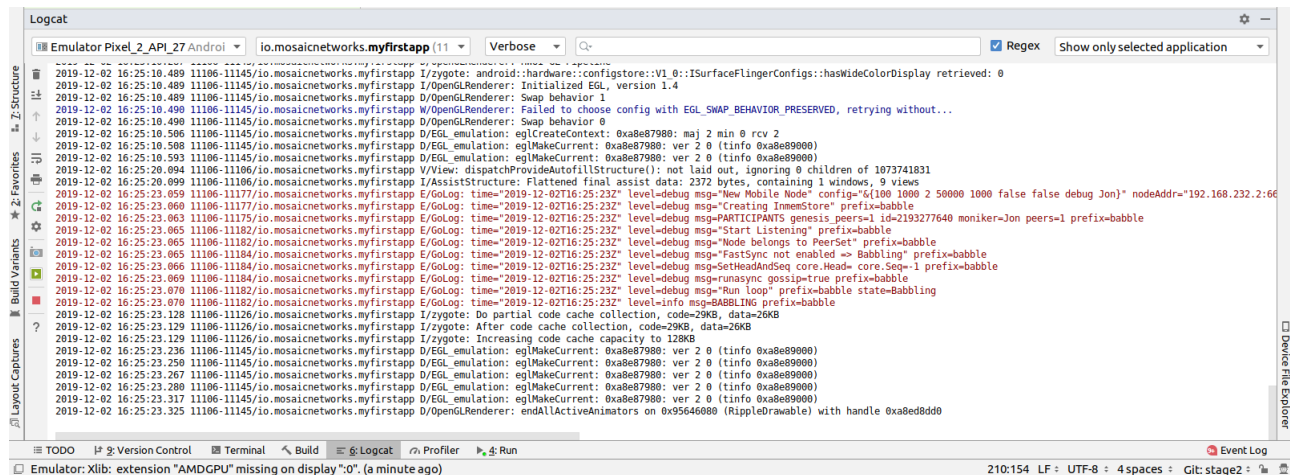 Logcat
Emulator Pixel_2_API_27 Androi
io.mosaicnetworks.myfirstapp (11
Verbose
Regex
Show only selected application
2019-12-02 16:25:10.489 11106-11145/io.mosaicnetworks.myfirstapp I/zygote: android::hardware::configstore::V1_0::ISurfaceFlingerConfigs::hasWideColorDisplay retrieved: 0
2019-12-02 16:25:10.489 11106-11145/io.mosaicnetworks.myfirstapp I/OpenGLRenderer: Initialized EGL, version 1.4
2019-12-02 16:25:10.489 11106-11145/io.mosaicnetworks.myfirstapp D/OpenGLRenderer: Swap behavior 1
2019-12-02 16:25:10.490 11106-11145/io.mosaicnetworks.myfirstapp W/OpenGLRenderer: Failed to choose config with EGL_SWAP_BEHAVIOR_PRESERVED, retrying without...
2019-12-02 16:25:10.490 11106-11145/io.mosaicnetworks.myfirstapp D/OpenGLRenderer: Swap behavior 0
2019-12-02 16:25:10.506 11106-11145/io.mosaicnetworks.myfirstapp D/EGL_emulation: eglCreateContext: 0xa8e87980: maj 2 min 0 rcv 2
2019-12-02 16:25:10.508 11106-11145/io.mosaicnetworks.myfirstapp D/EGL_emulation: eglMakeCurrent: 0xa8e87980: ver 2 0 (tinfo 0xa8e89000)
2019-12-02 16:25:10.593 11106-11145/io.mosaicnetworks.myfirstapp D/EGL_emulation: eglMakeCurrent: 0xa8e87980: ver 2 0 (tinfo 0xa8e89000)
2019-12-02 16:25:20.094 11106-11106/io.mosaicnetworks.myfirstapp V/View: dispatchProvideAutofillStructure(): not laid out, ignoring 0 children of 1073741831
2019-12-02 16:25:20.099 11106-11106/io.mosaicnetworks.myfirstapp I/AssistStructure: Flattened final assist data: 2372 bytes, containing 1 windows, 9 views
2019-12-02 16:25:23.059 11106-11177/io.mosaicnetworks.myfirstapp E/GoLog: time="2019-12-02T16:25:23Z" level=debug msg="New Mobile Node" config="&{100 1000 2 50000 1000 false false debug Jon}" nodeAddr="192.168.232.2:66
2019-12-02 16:25:23.060 11106-11177/io.mosaicnetworks.myfirstapp E/GoLog: time="2019-12-02T16:25:23Z" level=debug msg="Creating InmemStore" prefix=babble
2019-12-02 16:25:23.063 11106-11175/io.mosaicnetworks.myfirstapp E/GoLog: time="2019-12-02T16:25:23Z" level=debug msg=PARTICIPANTS genesis_peers=1 id=2193277640 moniker=Jon peers=1 prefix=babble
2019-12-02 16:25:23.065 11106-11182/io.mosaicnetworks.myfirstapp E/GoLog: time="2019-12-02T16:25:23Z" level=debug msg="Start Listening" prefix=babble
2019-12-02 16:25:23.065 11106-11182/io.mosaicnetworks.myfirstapp E/GoLog: time="2019-12-02T16:25:23Z" level=debug msg="Node belongs to PeerSet" prefix=babble
2019-12-02 16:25:23.065 11106-11184/io.mosaicnetworks.myfirstapp E/GoLog: time="2019-12-02T16:25:23Z" level=debug msg="FastSync not enabled => Babbling" prefix=babble
2019-12-02 16:25:23.066 11106-11184/io.mosaicnetworks.myfirstapp E/GoLog: time="2019-12-02T16:25:23Z" level=debug msg=SetHeadAndSeq core.Head= core.Seq=-1 prefix=babble
2019-12-02 16:25:23.069 11106-11184/io.mosaicnetworks.myfirstapp E/GoLog: time="2019-12-02T16:25:23Z" level=debug msg=runasync gossip=true prefix=babble
2019-12-02 16:25:23.070 11106-11182/io.mosaicnetworks.myfirstapp E/GoLog: time="2019-12-02T16:25:23Z" level=debug msg="Run loop" prefix=babble state=Babbling
2019-12-02 16:25:23.070 11106-11182/io.mosaicnetworks.myfirstapp E/GoLog: time="2019-12-02T16:25:23Z" level=info msg=BABBLING prefix=babble
2019-12-02 16:25:23.128 11106-11126/io.mosaicnetworks.myfirstapp I/zygote: Do partial code cache collection, code=29KB, data=26KB
2019-12-02 16:25:23.129 11106-11126/io.mosaicnetworks.myfirstapp I/zygote: After code cache collection, code=29KB, data=26KB
2019-12-02 16:25:23.129 11106-11126/io.mosaicnetworks.myfirstapp I/zygote: Increasing code cache capacity to 128KB
2019-12-02 16:25:23.236 11106-11145/io.mosaicnetworks.myfirstapp D/EGL_emulation: eglMakeCurrent: 0xa8e87980: ver 2 0 (tinfo 0xa8e89000)
2019-12-02 16:25:23.250 11106-11145/io.mosaicnetworks.myfirstapp D/EGL_emulation: eglMakeCurrent: 0xa8e87980: ver 2 0 (tinfo 0xa8e89000)
2019-12-02 16:25:23.267 11106-11145/io.mosaicnetworks.myfirstapp D/EGL_emulation: eglMakeCurrent: 0xa8e87980: ver 2 0 (tinfo 0xa8e89000)
2019-12-02 16:25:23.280 11106-11145/io.mosaicnetworks.myfirstapp D/EGL_emulation: eglMakeCurrent: 0xa8e87980: ver 2 0 (tinfo 0xa8e89000)
2019-12-02 16:25:23.317 11106-11145/io.mosaicnetworks.myfirstapp D/EGL_emulation: eglMakeCurrent: 0xa8e87980: ver 2 0 (tinfo 0xa8e89000)
2019-12-02 16:25:23.325 11106-11145/io.mosaicnetworks.myfirstapp D/OpenGLRenderer: endAllActiveAnimators on 0x95646080 (RippleDrawable) with handle 0xa8ed8dd0
Z: Structure
2: Favorites
Build Variants
Layout Captures
Device File Explorer
TODO
9: Version Control
Terminal
Build
6: Logcat
Profiler
4: Run
Event Log
Emulator: Xlib: extension "AMDGPU" missing on display ":0". (a minute ago)
210:154 LF UTF-8 4 spaces Git: stage2